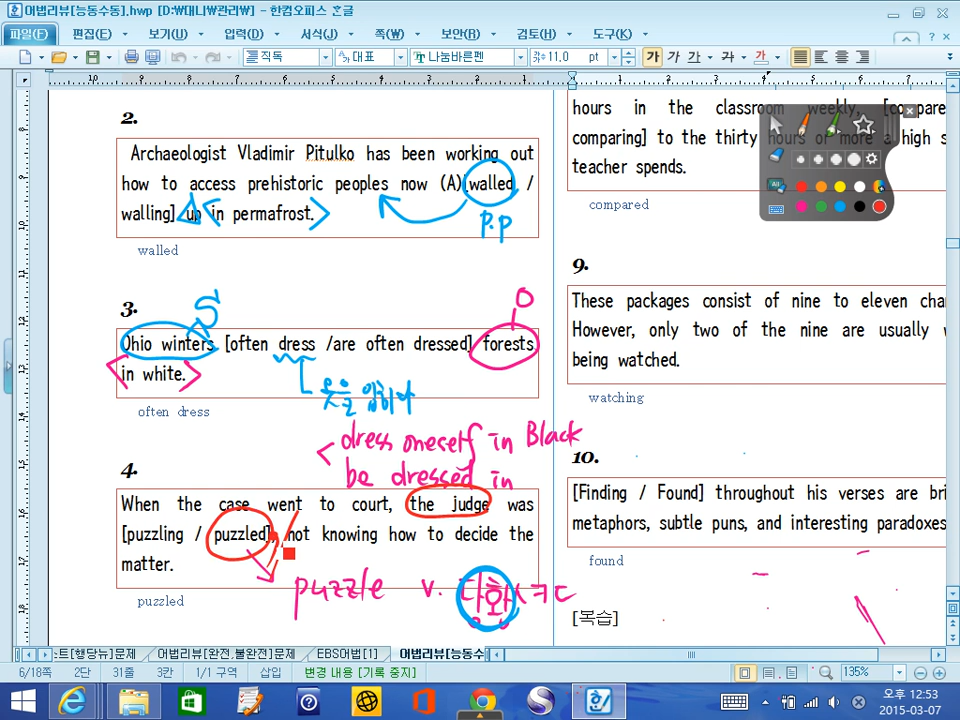 어법리뷰[능동수동].hwp [D:₩대니₩관리] - 한컴오피스 한글
파일(F) 편집(E) 보기(U) 입력(D) 서식(J) 쪽(W) 보안(R) 검토(H) 도구(K)
직독 대표 나눔바른펜 11.0 pt 가 가 가 가 가
2.
Archaeologist Vladimir Pitulko has been working out
how to access prehistoric peoples now (A)[walled /
walling] up in permafrost.
p.p
walled
3.
S
O
Ohio winters [often dress /are often dressed] forests
in white.
옷을 입히다
often dress
dress oneself in Black
be dressed in
4.
When the case went to court, the judge was
[puzzling / puzzled], not knowing how to decide the
matter.
puzzle v.
puzzled
hours in the classroom weekly,
comparing] to the thirty hours or more a high
teacher spends.
compared
9.
These packages consist of nine to eleven
However, only two of the nine are usually
being watched.
watching
10.
[Finding / Found] throughout his verses are
metaphors, subtle puns, and interesting paradoxes
found
[복습]
트[행당뉴]문제 어법리뷰[완전.불완전]문제 EBS어법[1] 어법리뷰[능동수
6/18쪽 2단 31줄 3칸 1/1 구역 삽입 변경 내용 [기록 중지] 135%
오후 12:53
2015-03-07